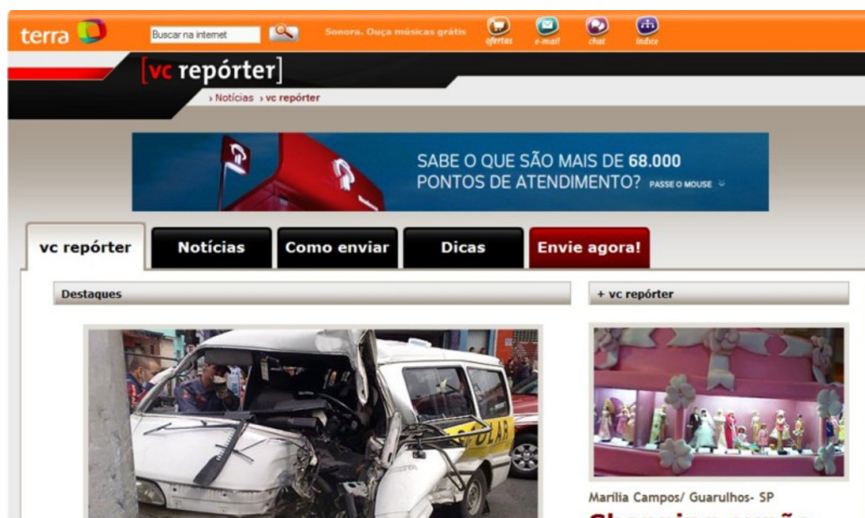 terra
Buscar na internet
Sonora. Ouça músicas grátis
ofertas
e-mail
chat
índice
[vc repórter]
› Notícias › vc repórter
SABE O QUE SÃO MAIS DE 68.000
PONTOS DE ATENDIMENTO? PASSE O MOUSE
vc repórter
Notícias
Como enviar
Dicas
Envie agora!
Destaques
+ vc repórter
OLAR
Marília Campos/ Guarulhos- SP